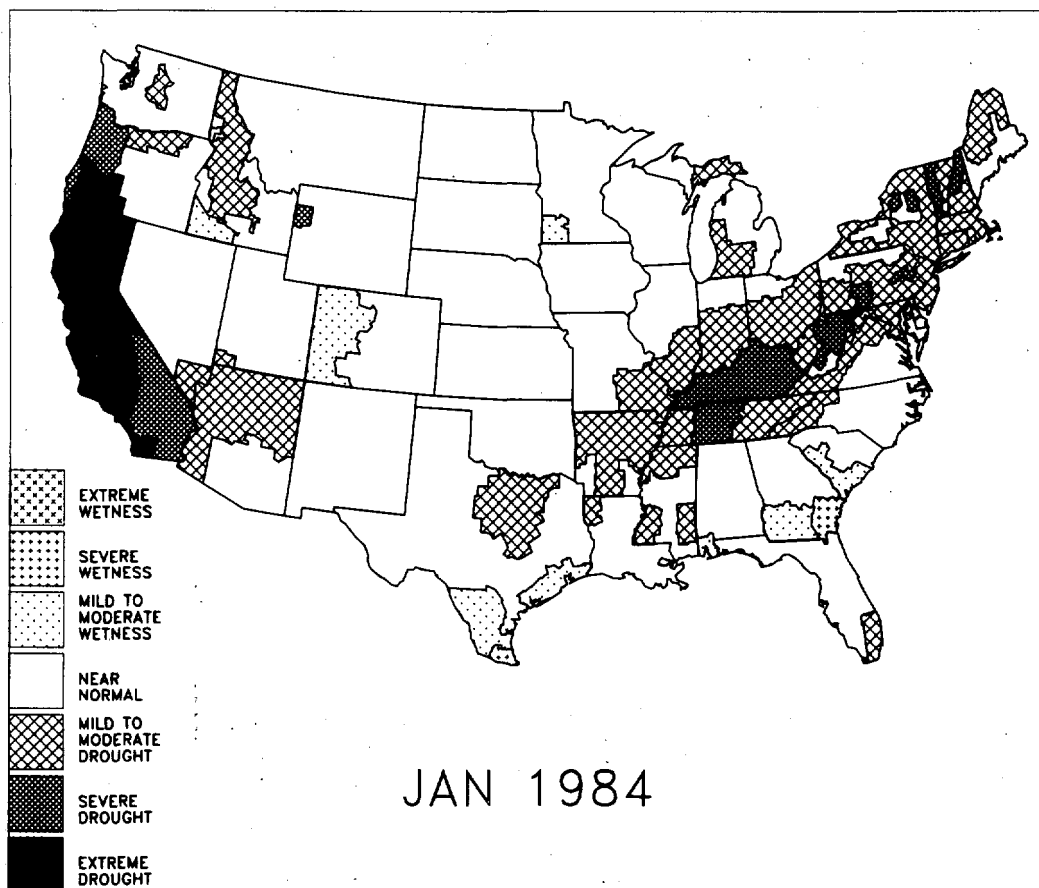 EXTREME
WETNESS
SEVERE
WETNESS
MILD TO
MODERATE
WETNESS
NEAR
NORMAL
MILD TO
MODERATE
DROUGHT
SEVERE
DROUGHT
EXTREME
DROUGHT
JAN 1984